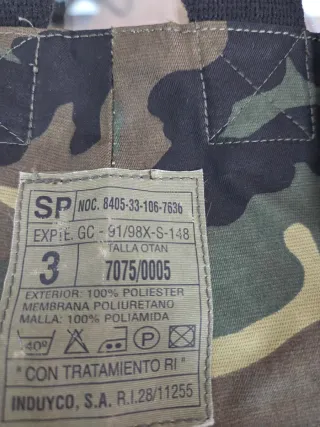 SP NOC. 8405-33-106-7636
EXPTE. GC - 91/98X-S-148
TALLA OTAN
3 7075/0005
EXTERIOR: 100% POLIESTER
MEMBRANA POLIURETANO
MALLA: 100% POLIAMIDA
40º P
"CON TRATAMIENTO RI"
INDUYCO, S.A. R.I.28/11255